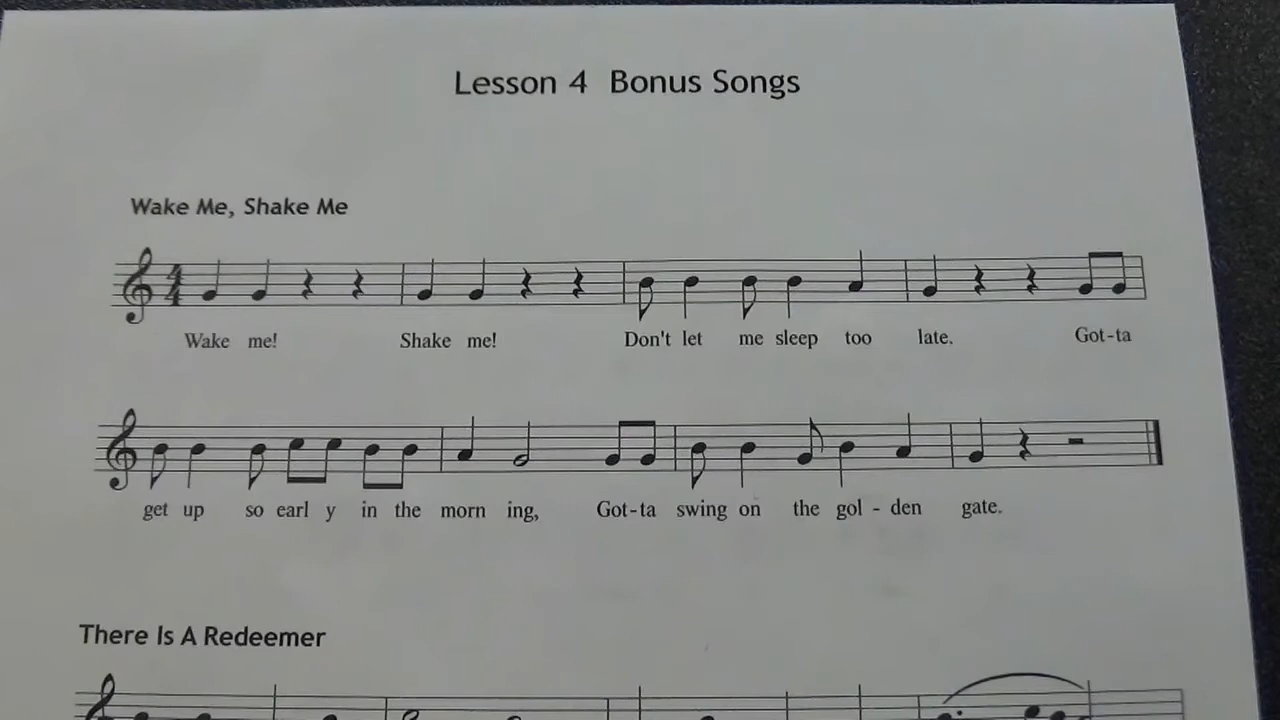 Lesson 4 Bonus Songs
Wake Me, Shake Me
4
4
Wake me! Shake me! Don't let me sleep too late. Got-ta
get up so earl y in the morn ing, Got-ta swing on the gol - den gate.
There Is A Redeemer